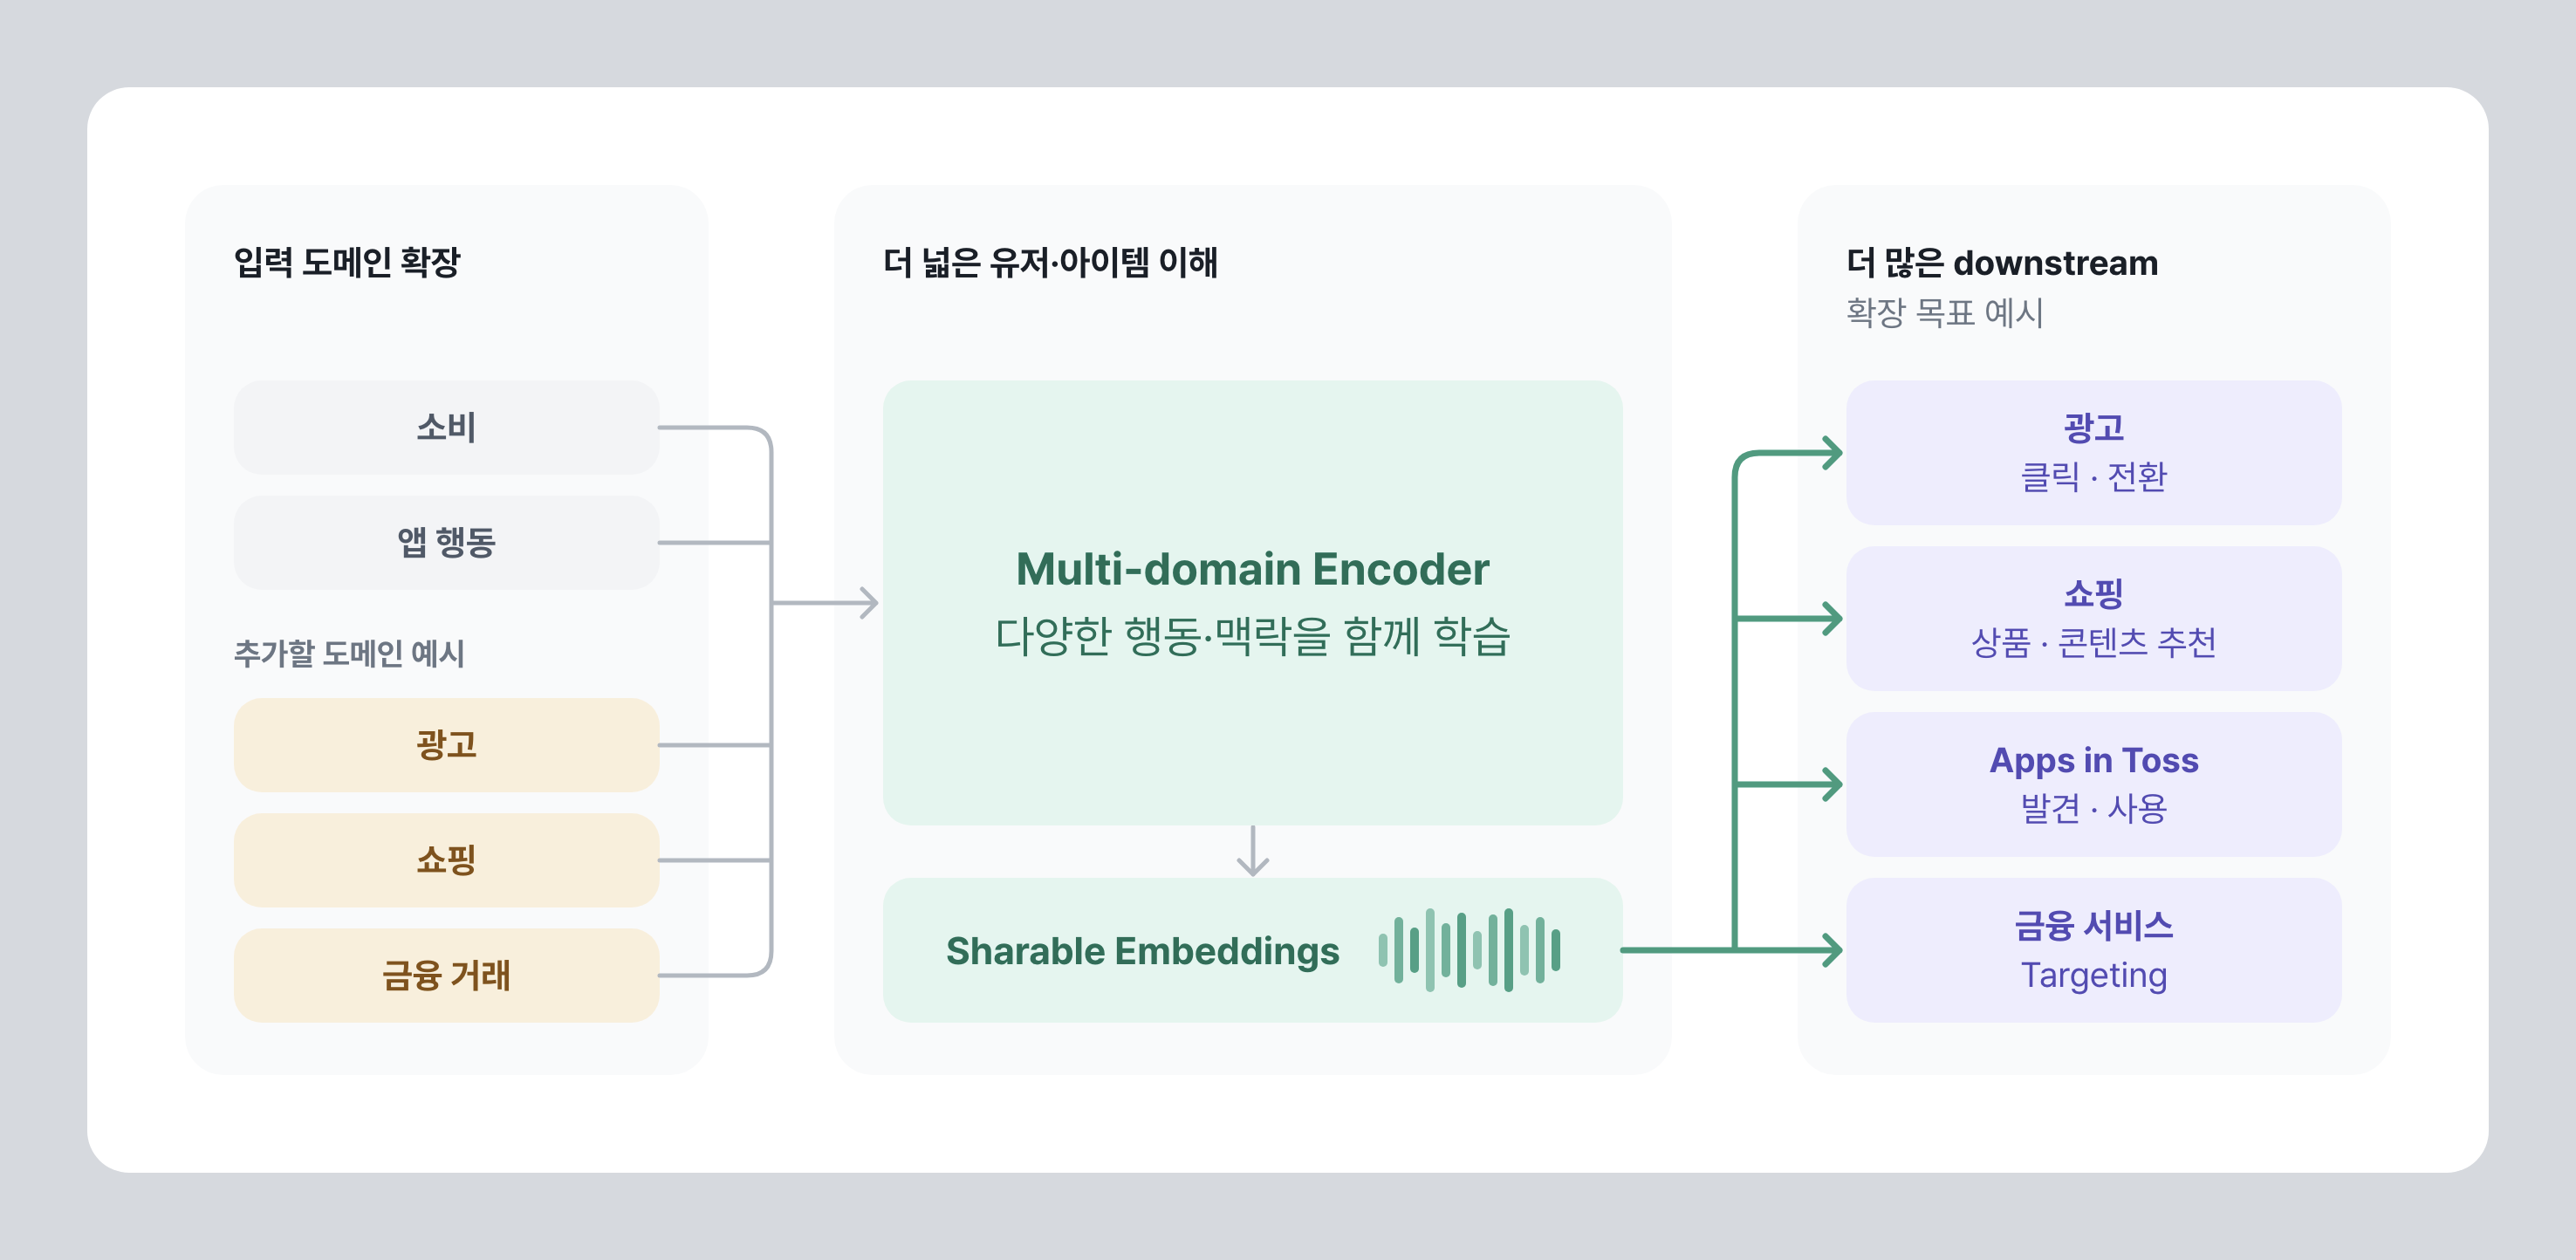 입력 도메인 확장
소비
앱 행동
추가할 도메인 예시
광고
쇼핑
금융 거래
더 넓은 유저·아이템 이해
Multi-domain Encoder
다양한 행동·맥락을 함께 학습
Sharable Embeddings
더 많은 downstream
확장 목표 예시
광고
클릭 · 전환
쇼핑
상품 · 콘텐츠 추천
Apps in Toss
발견 · 사용
금융 서비스
Targeting